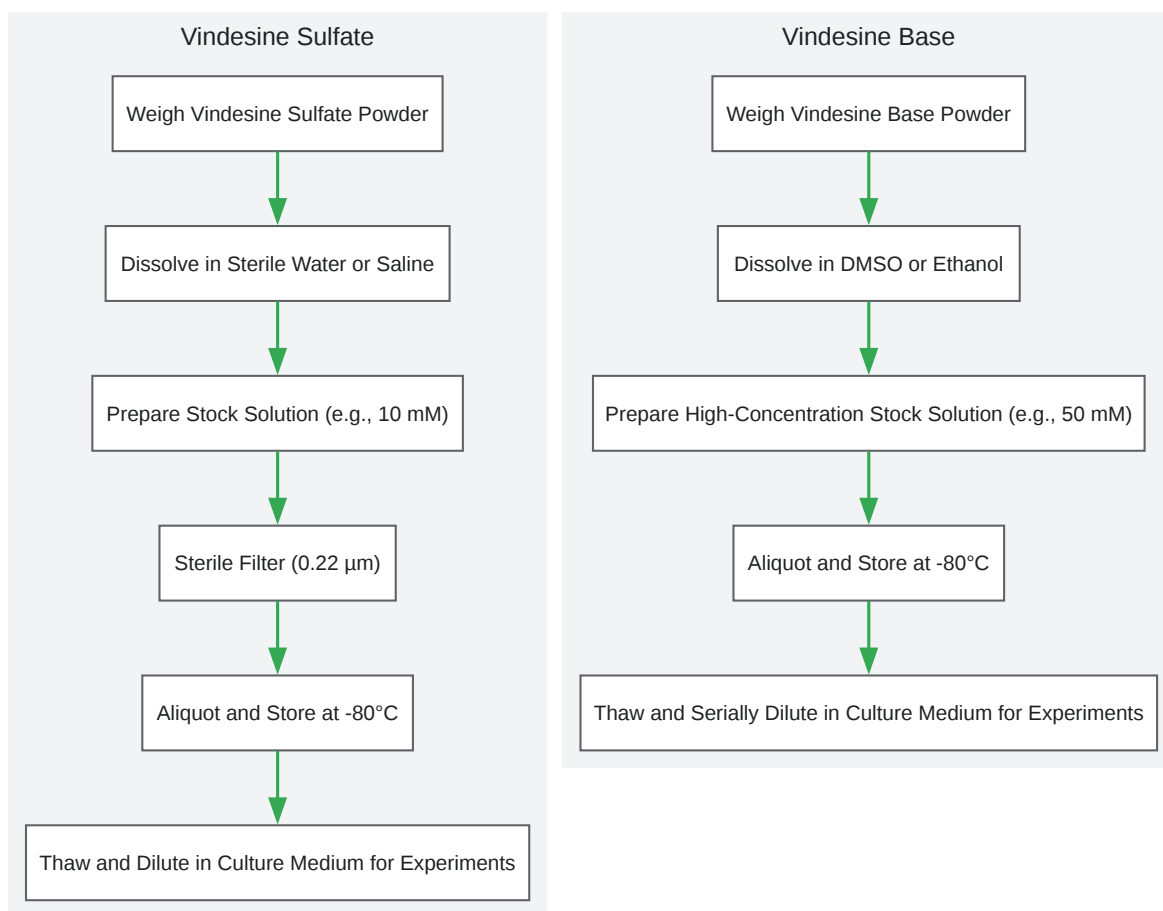 Vindesine Sulfate
Weigh Vindesine Sulfate Powder
Dissolve in Sterile Water or Saline
Prepare Stock Solution (e.g., 10 mM)
Sterile Filter (0.22 µm)
Aliquot and Store at -80°C
Thaw and Dilute in Culture Medium for Experiments
Vindesine Base
Weigh Vindesine Base Powder
Dissolve in DMSO or Ethanol
Prepare High-Concentration Stock Solution (e.g., 50 mM)
Aliquot and Store at -80°C
Thaw and Serially Dilute in Culture Medium for Experiments